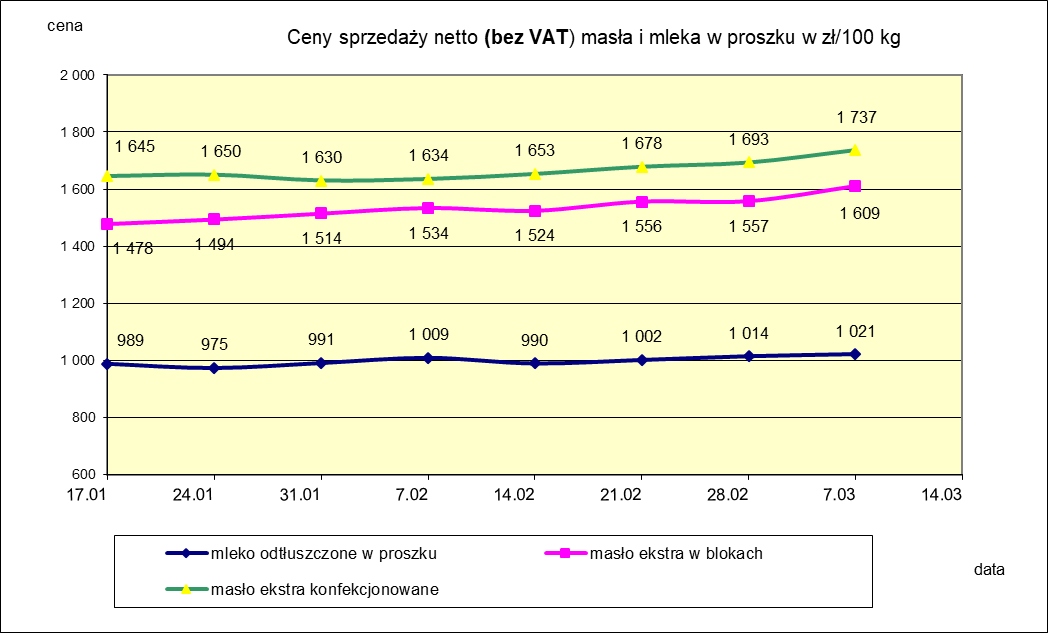 cena
Ceny sprzedaży netto (bez VAT) masła i mleka w proszku w zł/100 kg
2 000
1 800
1 600
1 400
1 200
1 000
800
600
1 645 1 650 1 630 1 634 1 653 1 678 1 693 1 737
1 478 1 494 1 514 1 534 1 524 1 556 1 557 1 609
989 975 991 1 009 990 1 002 1 014 1 021
17.01 24.01 31.01 7.02 14.02 21.02 28.02 7.03 14.03
mleko odtłuszczone w proszku masło ekstra w blokach
masło ekstra konfekcjonowane
data